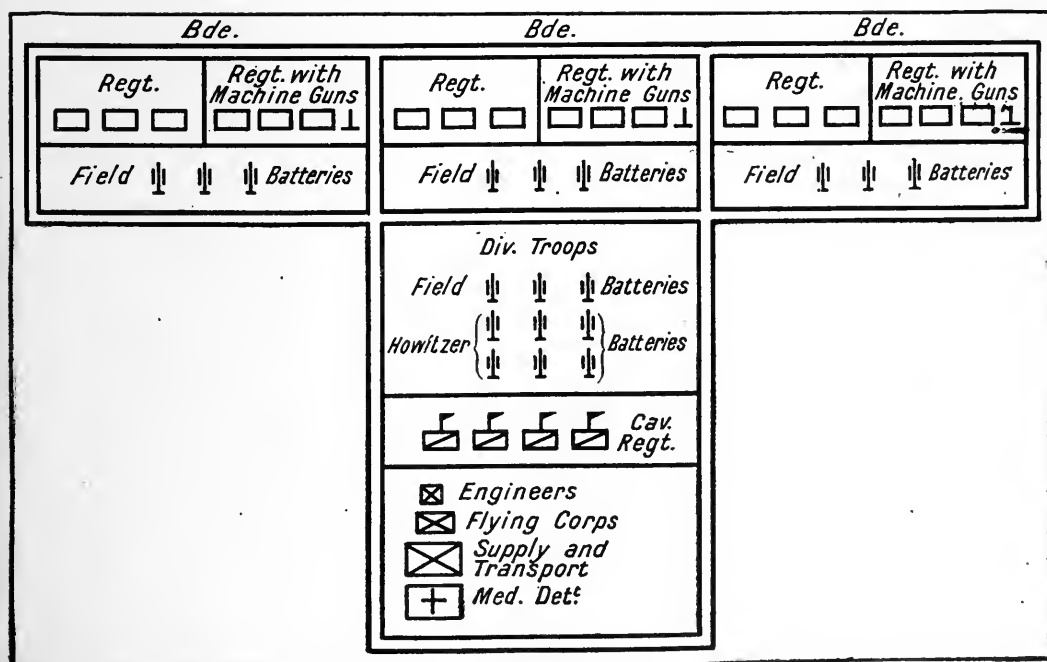 Bde.
Bde.
Bde.
Regt.
Regt. with
Machine Guns
Regt.
Regt. with
Machine Guns
Regt.
Regt. with
Machine. Guns
Field Batteries
Field Batteries
Field Batteries
Div. Troops
Field Batteries
Howitzer Batteries
Cav.
Regt.
Engineers
Flying Corps
Supply and
Transport
Med. Dett.